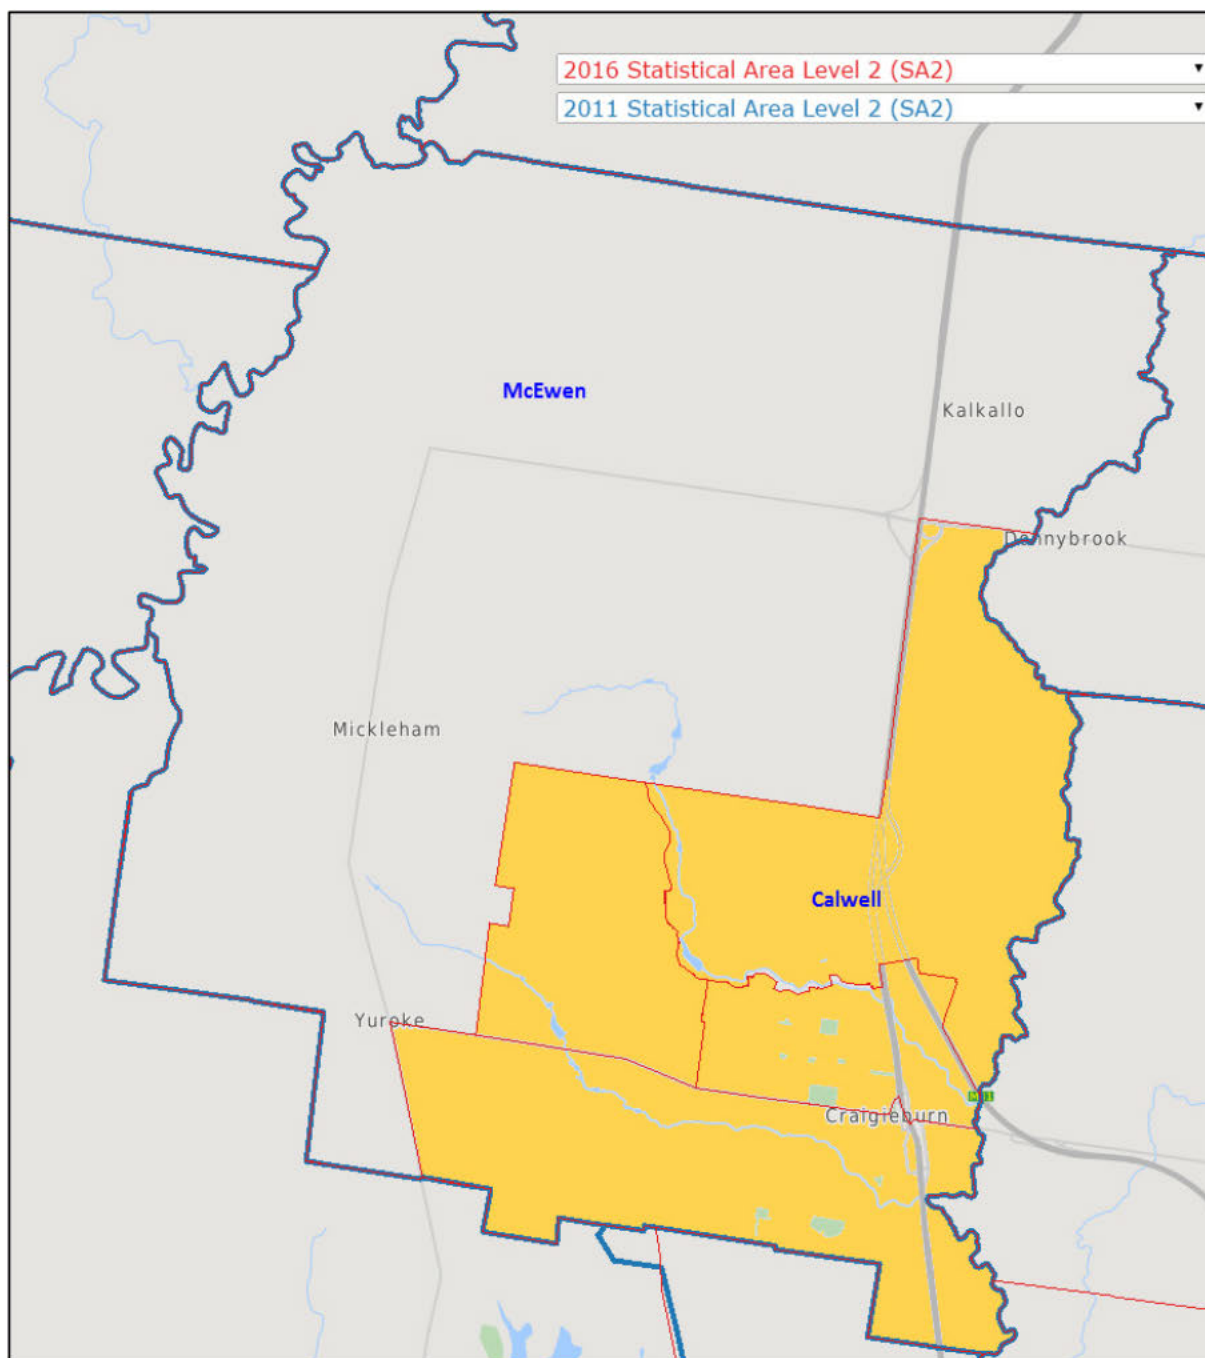 2016 Statistical Area Level 2 (SA2)
2011 Statistical Area Level 2 (SA2)
McEwen
Kalkallo
Donnybrook
Mickleham
Calwell
Yuroke
M31
Craigieburn